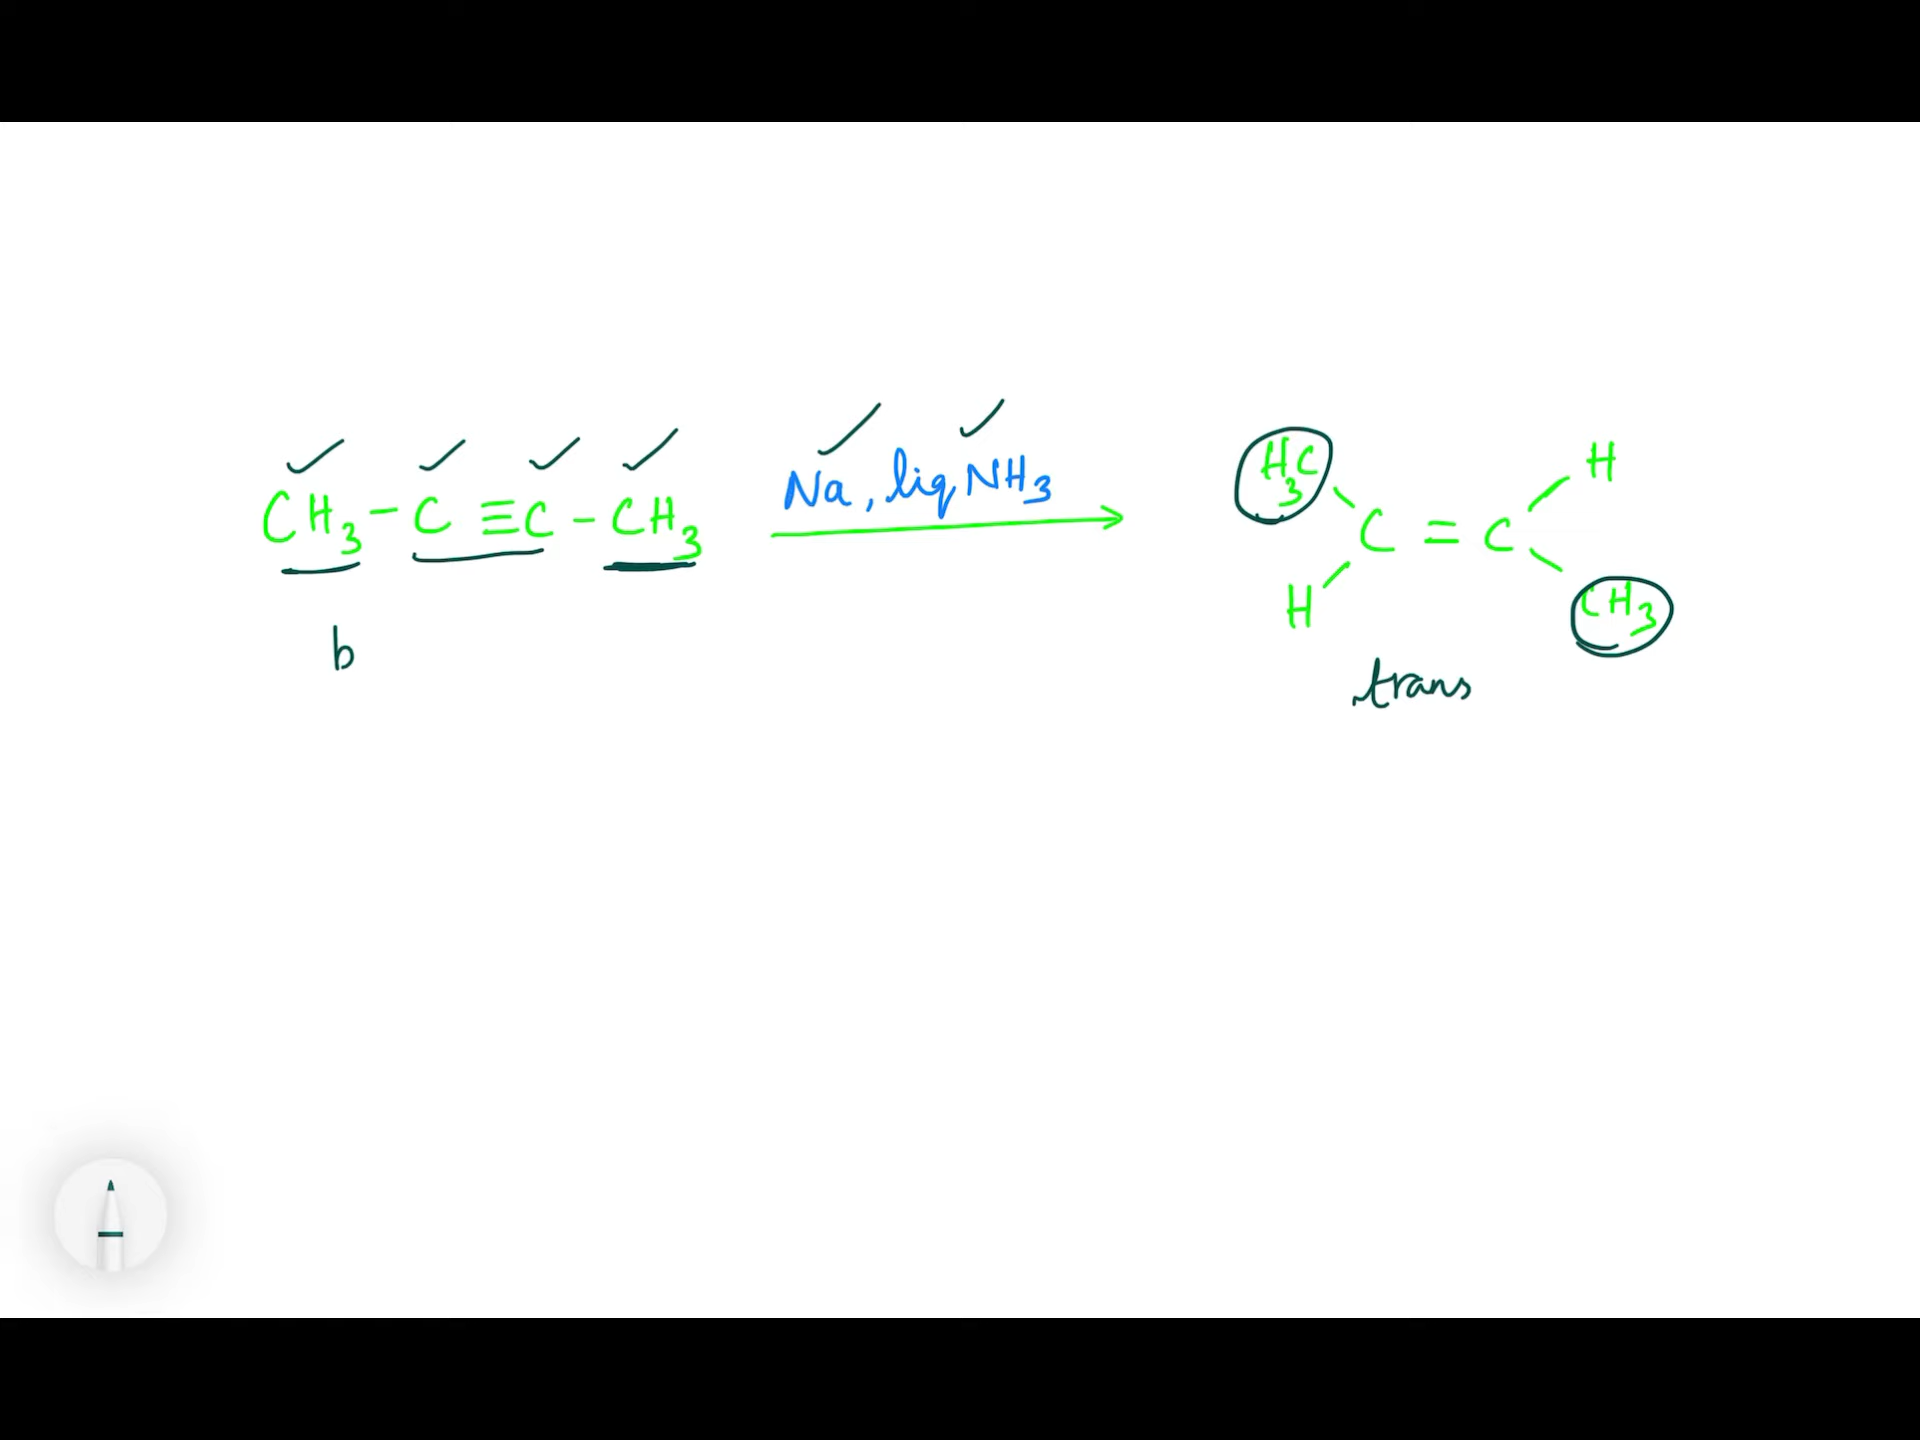 CH3 - C ≡ C - CH3 Na, liq NH3 H3C H
C = C
H CH3
b trans